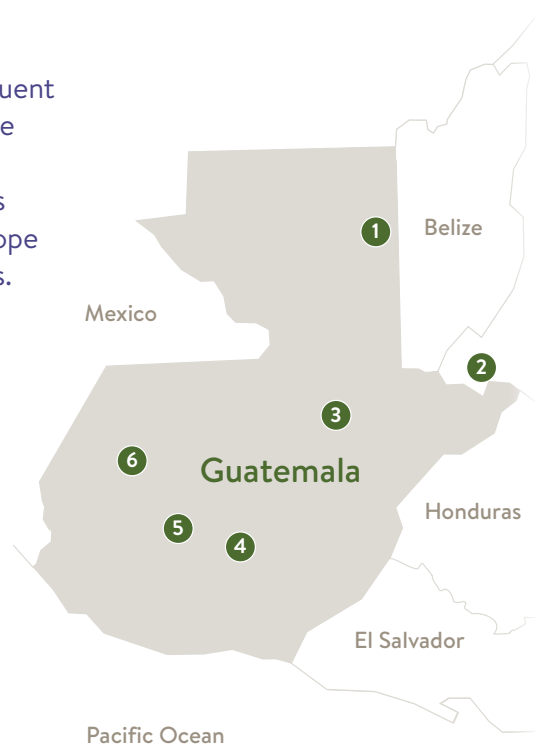 1
Belize
Mexico
2
3
6
Guatemala
5
4
Honduras
El Salvador
Pacific Ocean